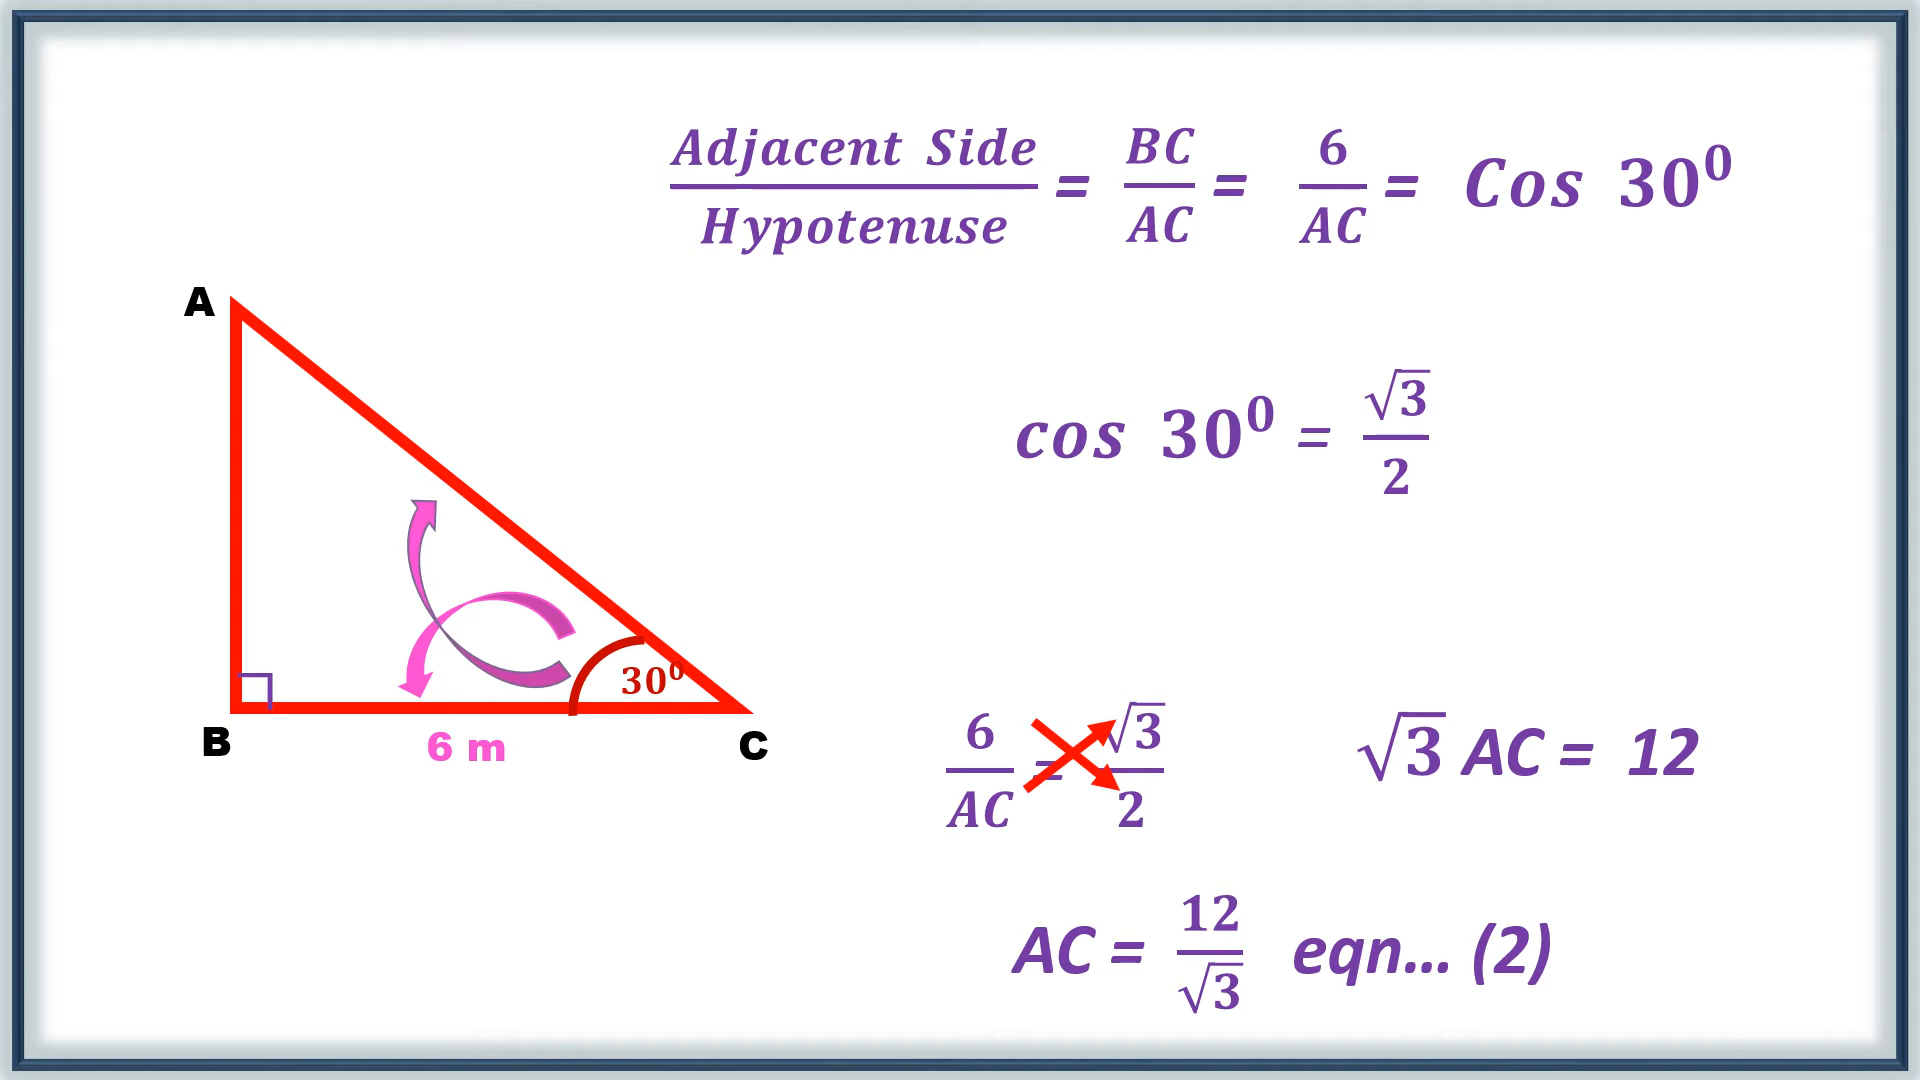 Adjacent Side / Hypotenuse = BC / AC = 6 / AC = Cos 30⁰
A
cos 30⁰ = √3 / 2
30⁰
B
6 m
C
6 / AC = √3 / 2
√3 AC = 12
AC = 12 / √3 eqn... (2)